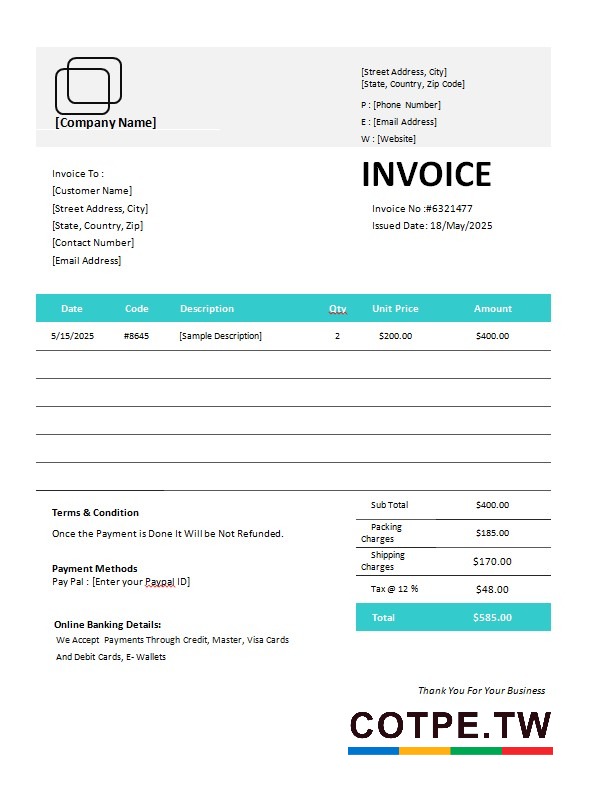 [Company Name]
[Street Address, City]
[State, Country, Zip Code]
P : [Phone Number]
E : [Email Address]
W : [Website]
INVOICE
Invoice To :
[Customer Name]
[Street Address, City]
[State, Country, Zip]
[Contact Number]
[Email Address]
Invoice No :#6321477
Issued Date: 18/May/2025
Date Code Description Qty Unit Price Amount
5/15/2025 #8645 [Sample Description] 2 $200.00 $400.00
Terms & Condition
Once the Payment is Done It Will be Not Refunded.
Payment Methods
Pay Pal : [Enter your Paypal ID]
Online Banking Details:
We Accept Payments Through Credit, Master, Visa Cards
And Debit Cards, E- Wallets
Sub Total $400.00
Packing
Charges $185.00
Shipping
Charges $170.00
Tax @ 12 % $48.00
Total $585.00
Thank You For Your Business
COTPE.TW